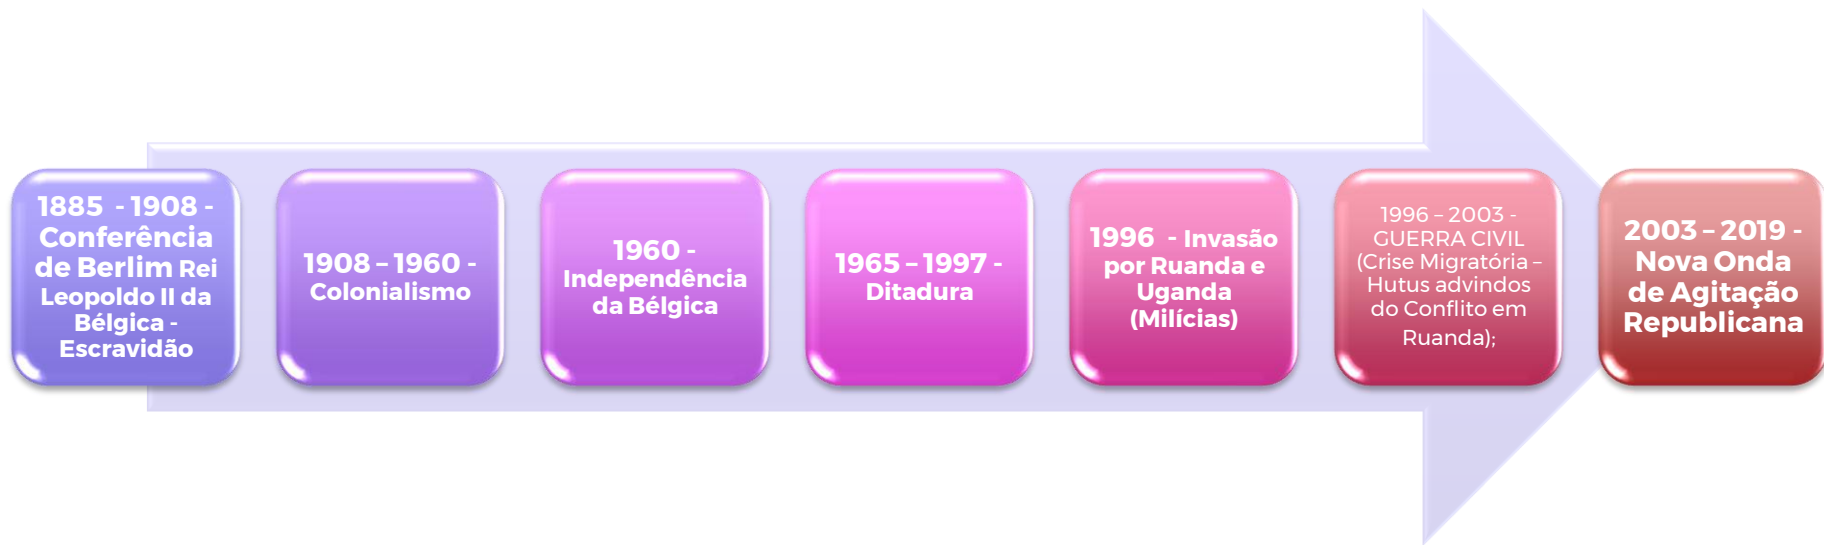 1885 - 1908 -
Conferência
de Berlim Rei
Leopoldo II da
Bélgica -
Escravidão
1908 – 1960 -
Colonialismo
1960 -
Independência
da Bélgica
1965 – 1997 -
Ditadura
1996 - Invasão
por Ruanda e
Uganda
(Milícias)
1996 – 2003 -
GUERRA CIVIL
(Crise Migratória –
Hutus advindos
do Conflito em
Ruanda);
2003 – 2019 -
Nova Onda
de Agitação
Republicana